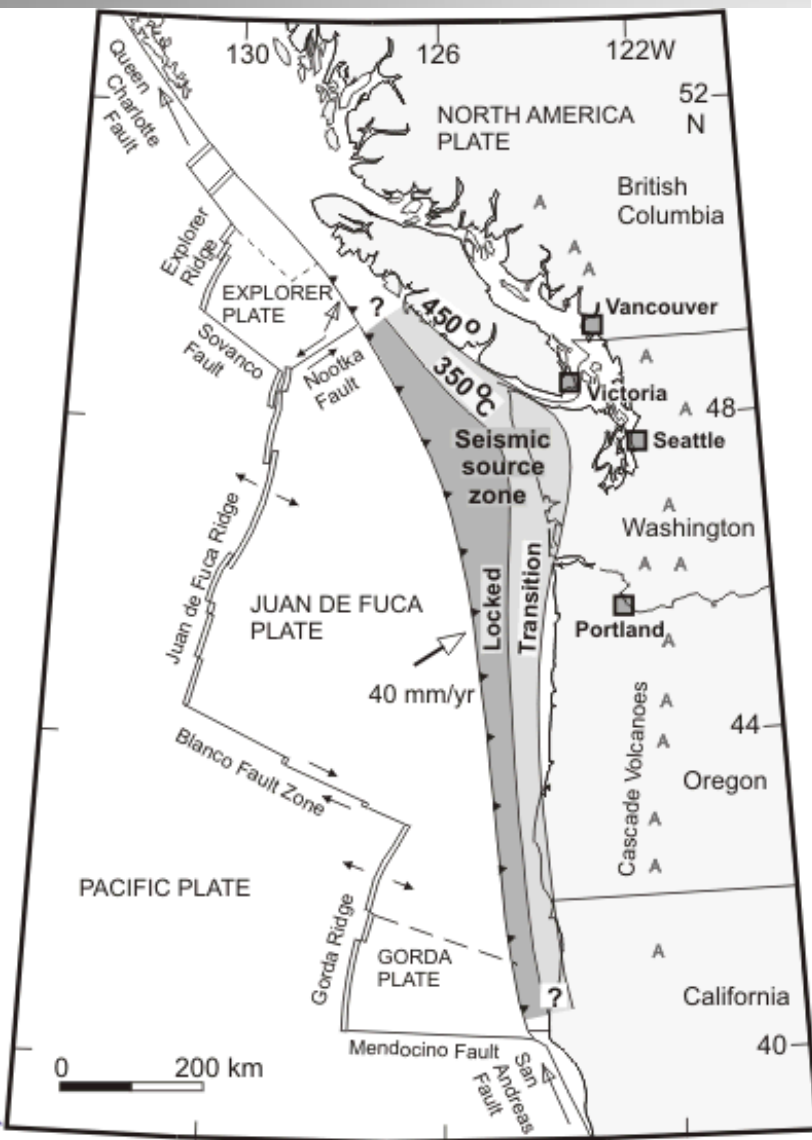 130
126
122W
52
N
Queen
Charlotte
Fault
NORTH AMERICA
PLATE
British
Columbia
Explorer
Ridge
EXPLORER
PLATE
?
450°
Vancouver
Sovanco
Fault
Nootka
Fault
350°C
Victoria
48
Seismic
source
zone
Seattle
Juan de Fuca Ridge
Washington
JUAN DE FUCA
PLATE
Locked
Transition
Portland
40 mm/yr
44
Blanco Fault Zone
Cascade Volcanoes
Oregon
PACIFIC PLATE
Gorda Ridge
GORDA
PLATE
?
California
Mendocino Fault
40
0
200 km
San
Andreas
Fault